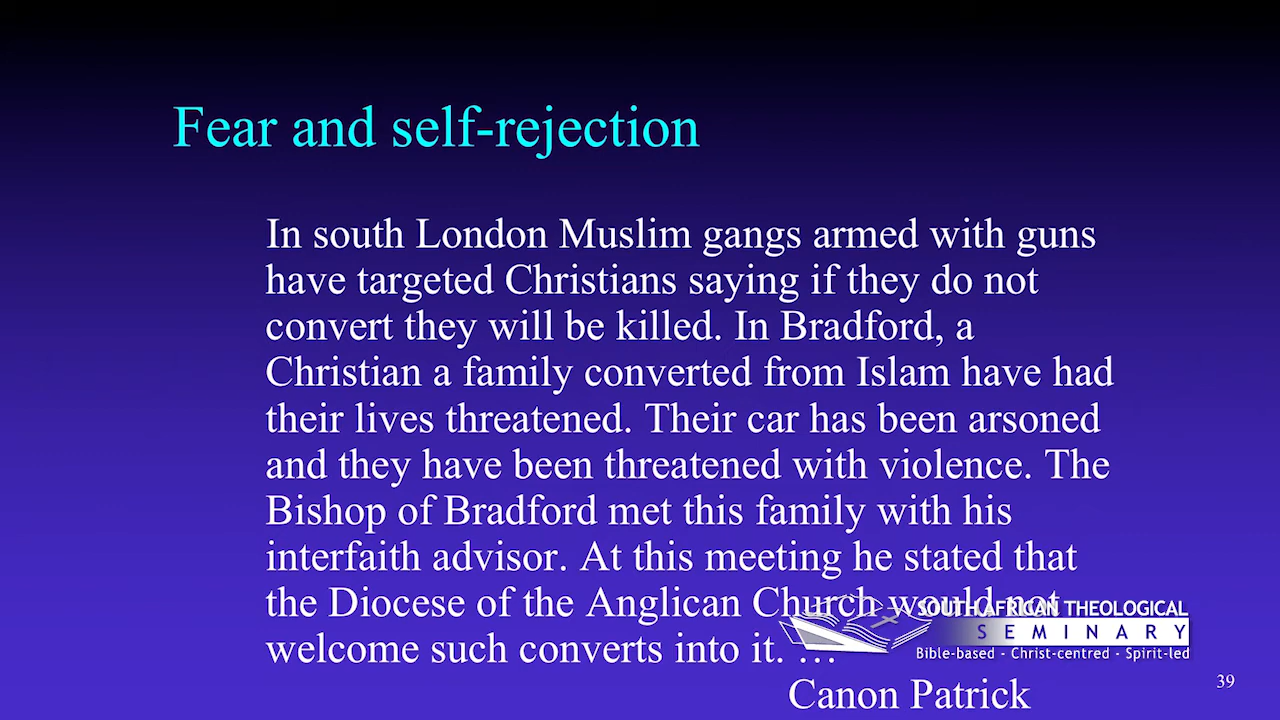 Fear and self-rejection
In south London Muslim gangs armed with guns
have targeted Christians saying if they do not
convert they will be killed. In Bradford, a
Christian a family converted from Islam have had
their lives threatened. Their car has been arsoned
and they have been threatened with violence. The
Bishop of Bradford met this family with his
interfaith advisor. At this meeting he stated that
the Diocese of the Anglican Church would not
welcome such converts into it. …
Canon Patrick
SOUTH AFRICAN THEOLOGICAL
SEMINARY
Bible-based - Christ-centred - Spirit-led
39